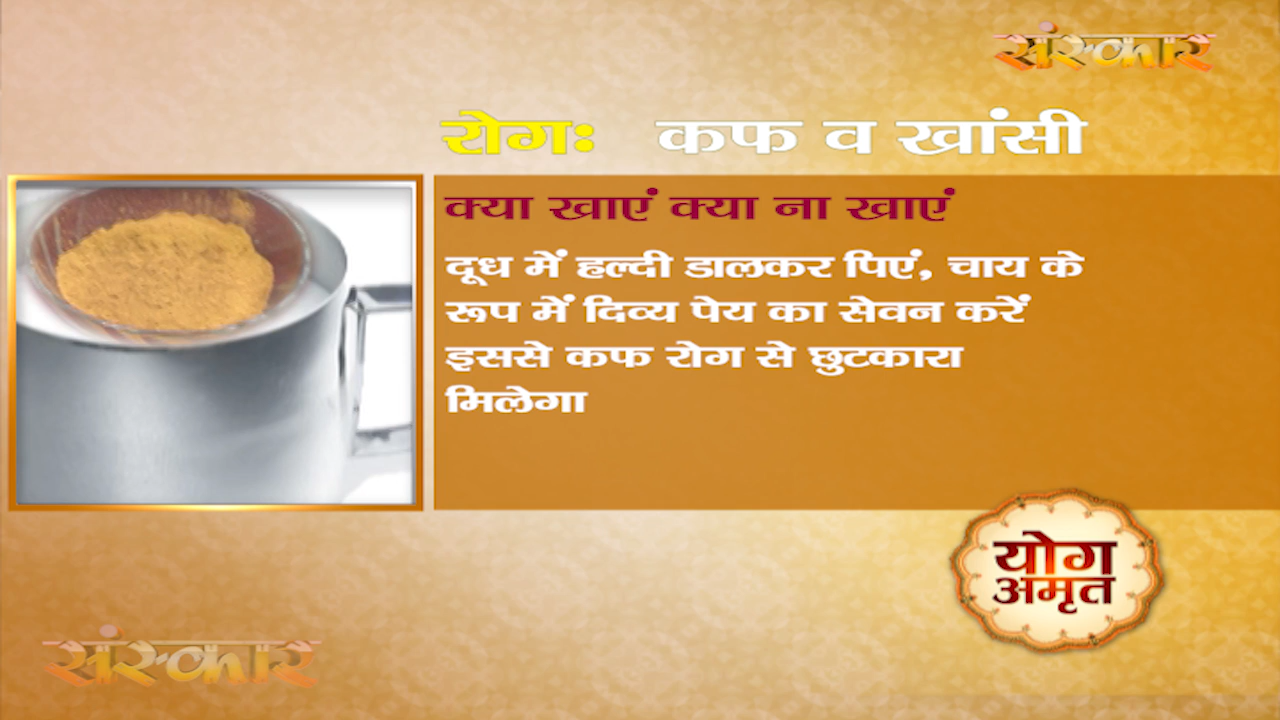 संस्कार
रोगः कफ व खांसी
क्या खाएं क्या ना खाएं
दूध में हल्दी डालकर पिएं, चाय के
रूप में दिव्य पेय का सेवन करें
इससे कफ रोग से छुटकारा
मिलेगा
योग
अमृत
संस्कार